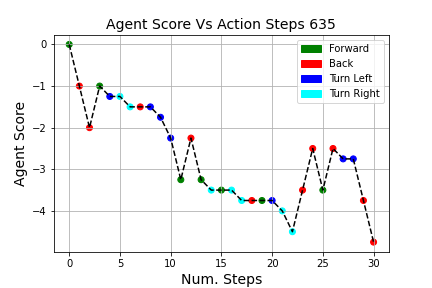 Agent Score Vs Action Steps 635
Forward
Back
Turn Left
Turn Right
Agent Score
0
−1
−2
−3
−4
0 5 10 15 20 25 30
Num. Steps